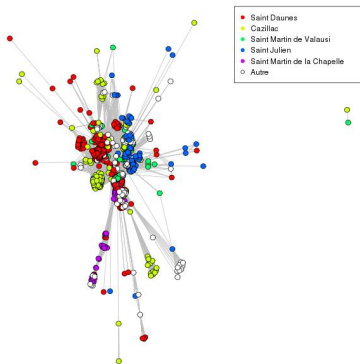 Saint Daunes
Cazillac
Saint Martin de Valausi
Saint Julien
Saint Martin de la Chapelle
Autre